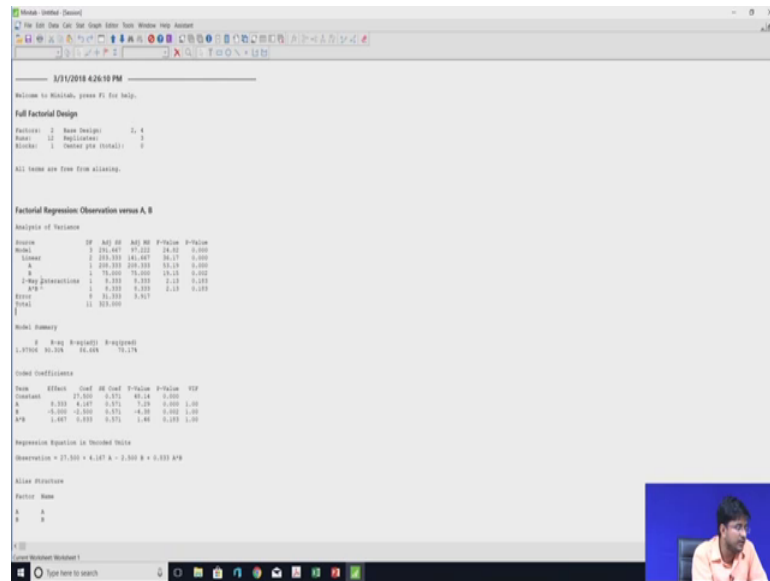 Minitab - Untitled - [Session]
File Edit Data Calc Stat Graph Editor Tools Window Help Assistant
3/31/2018 4:26:10 PM
Welcome to Minitab, press F1 for help.
Full Factorial Design
Factors: 2 Base Design: 2, 4
Runs: 12 Replicates: 3
Blocks: 1 Center pts (total): 0
All terms are free from aliasing.
Factorial Regression: Observation versus A, B
Analysis of Variance
Source DF Adj SS Adj MS F-Value P-Value
Model 3 291.667 97.222 24.82 0.000
Linear 2 283.333 141.667 36.17 0.000
A 1 208.333 208.333 53.19 0.000
B 1 75.000 75.000 19.15 0.002
2-Way Interactions 1 8.333 8.333 2.13 0.183
A*B 1 8.333 8.333 2.13 0.183
Error 8 31.333 3.917
Total 11 323.000
Model Summary
S R-sq R-sq(adj) R-sq(pred)
1.97906 90.30% 86.66% 78.17%
Coded Coefficients
Term Effect Coef SE Coef T-Value P-Value VIF
Constant 27.500 0.571 48.14 0.000
A 8.333 4.167 0.571 7.29 0.000 1.00
B -5.000 -2.500 0.571 -4.38 0.002 1.00
A*B 1.667 0.833 0.571 1.46 0.183 1.00
Regression Equation in Uncoded Units
Observation = 27.500 + 4.167 A - 2.500 B + 0.833 A*B
Alias Structure
Factor Name
A A
B B
Current Worksheet: Worksheet 1
Type here to search